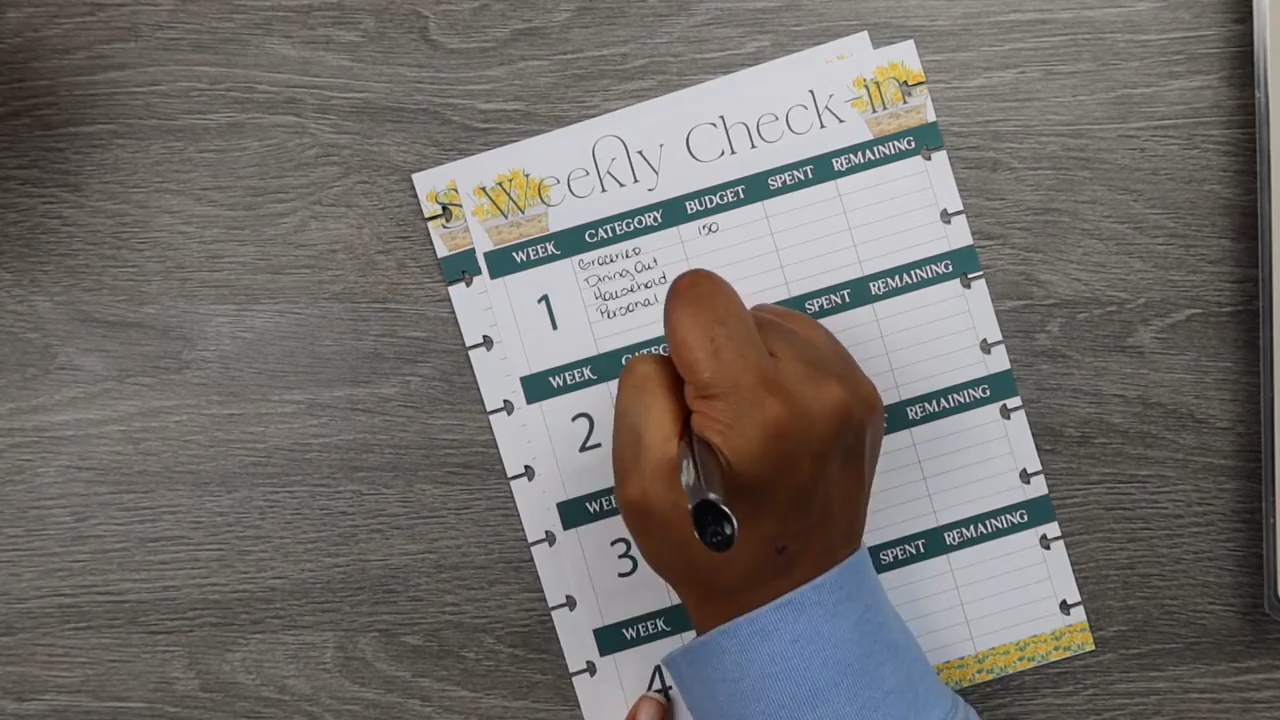 S Weekly Check-in
WEEK CATEGORY BUDGET SPENT REMAINING
1
Groceries 150
Dining Out
Household
Personal
WEEK SPENT REMAINING
2
REMAINING
3
SPENT REMAINING
WEEK
4